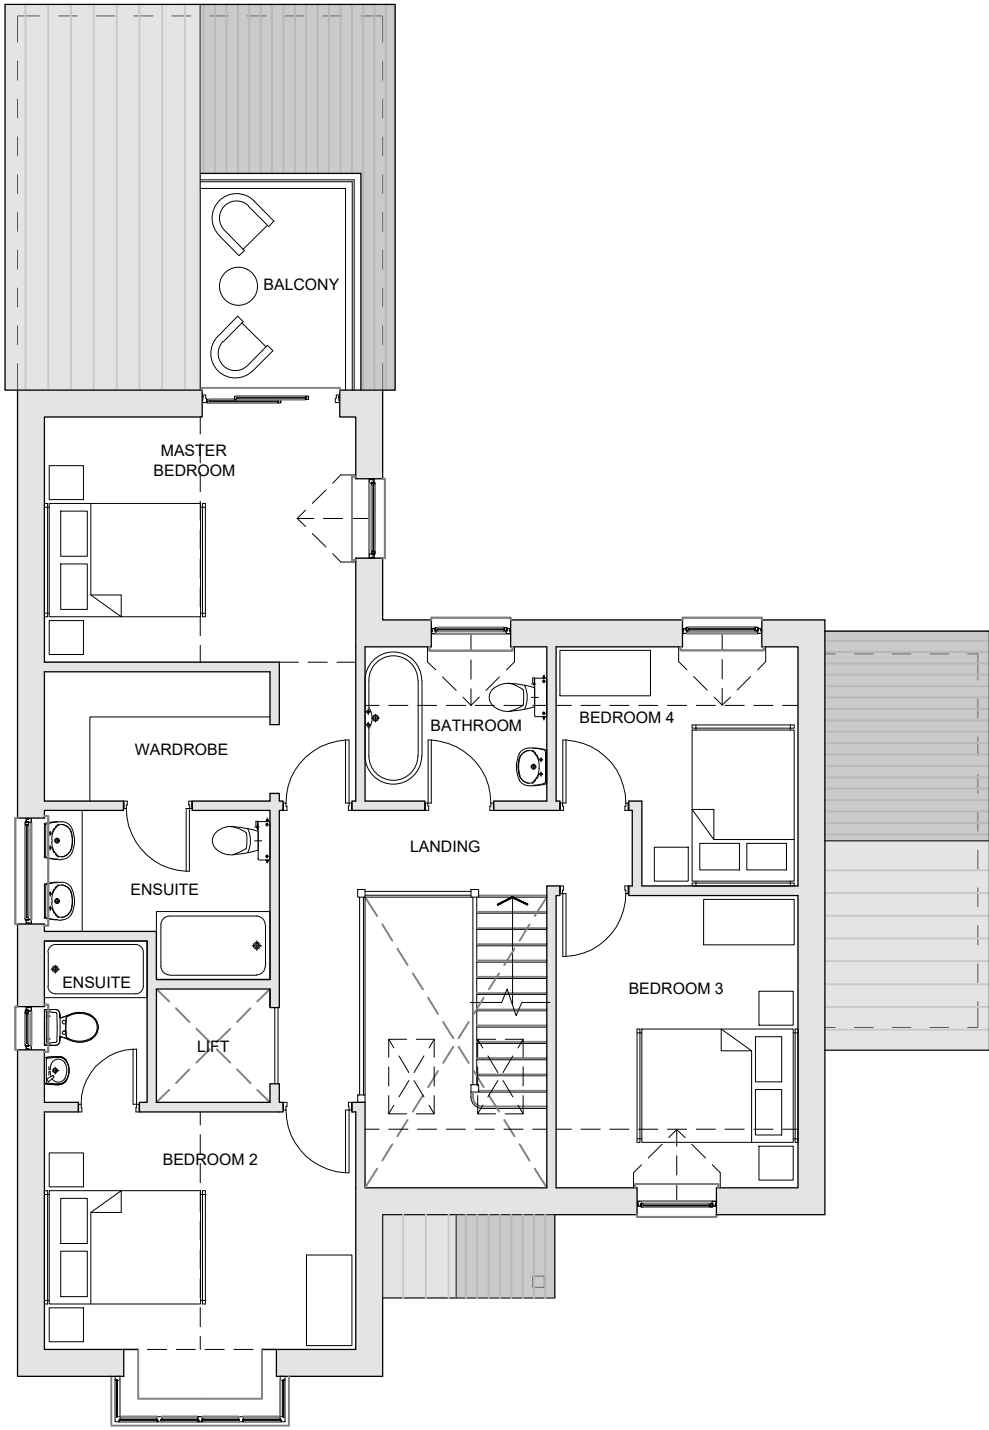 BALCONY
MASTER
BEDROOM
WARDROBE
BATHROOM
BEDROOM 4
LANDING
ENSUITE
ENSUITE
LIFT
BEDROOM 3
BEDROOM 2